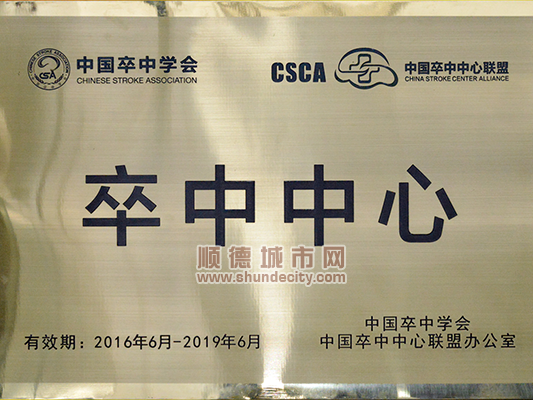 中国卒中学会
CHINESE STROKE ASSOCIATION
CSCA
中国卒中中心联盟
CHINA STROKE CENTER ALLIANCE
卒中中心
顺德城市网
www.shundecity.com
有效期：2016年6月-2019年6月
中国卒中学会
中国卒中中心联盟办公室